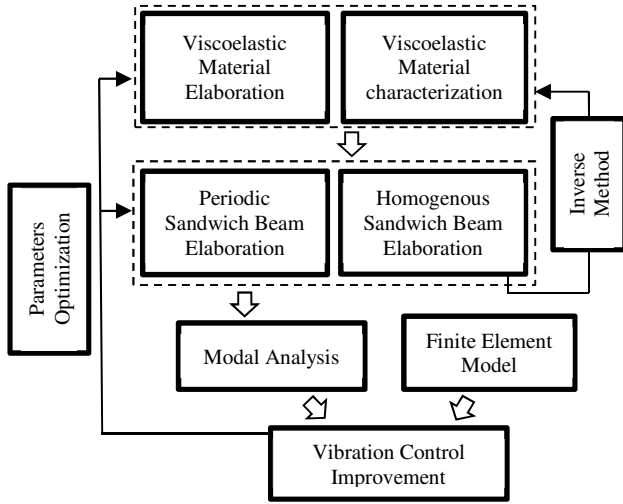 Viscoelastic
Material
Elaboration
Viscoelastic
Material
characterization
Inverse
Method
Parameters
Optimization
Periodic
Sandwich Beam
Elaboration
Homogenous
Sandwich Beam
Elaboration
Modal Analysis
Finite Element
Model
Vibration Control
Improvement